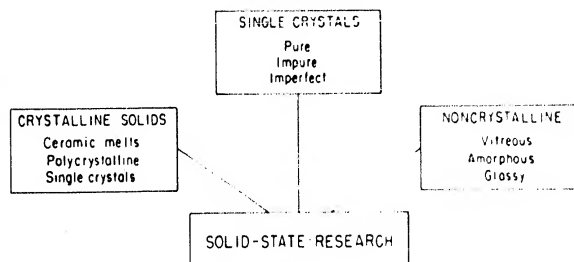 SINGLE CRYSTALS
Pure
Impure
Imperfect
CRYSTALLINE SOLIDS
Ceramic melts
Polycrystalline
Single crystals
NONCRYSTALLINE
Vitreous
Amorphous
Glassy
SOLID-STATE RESEARCH